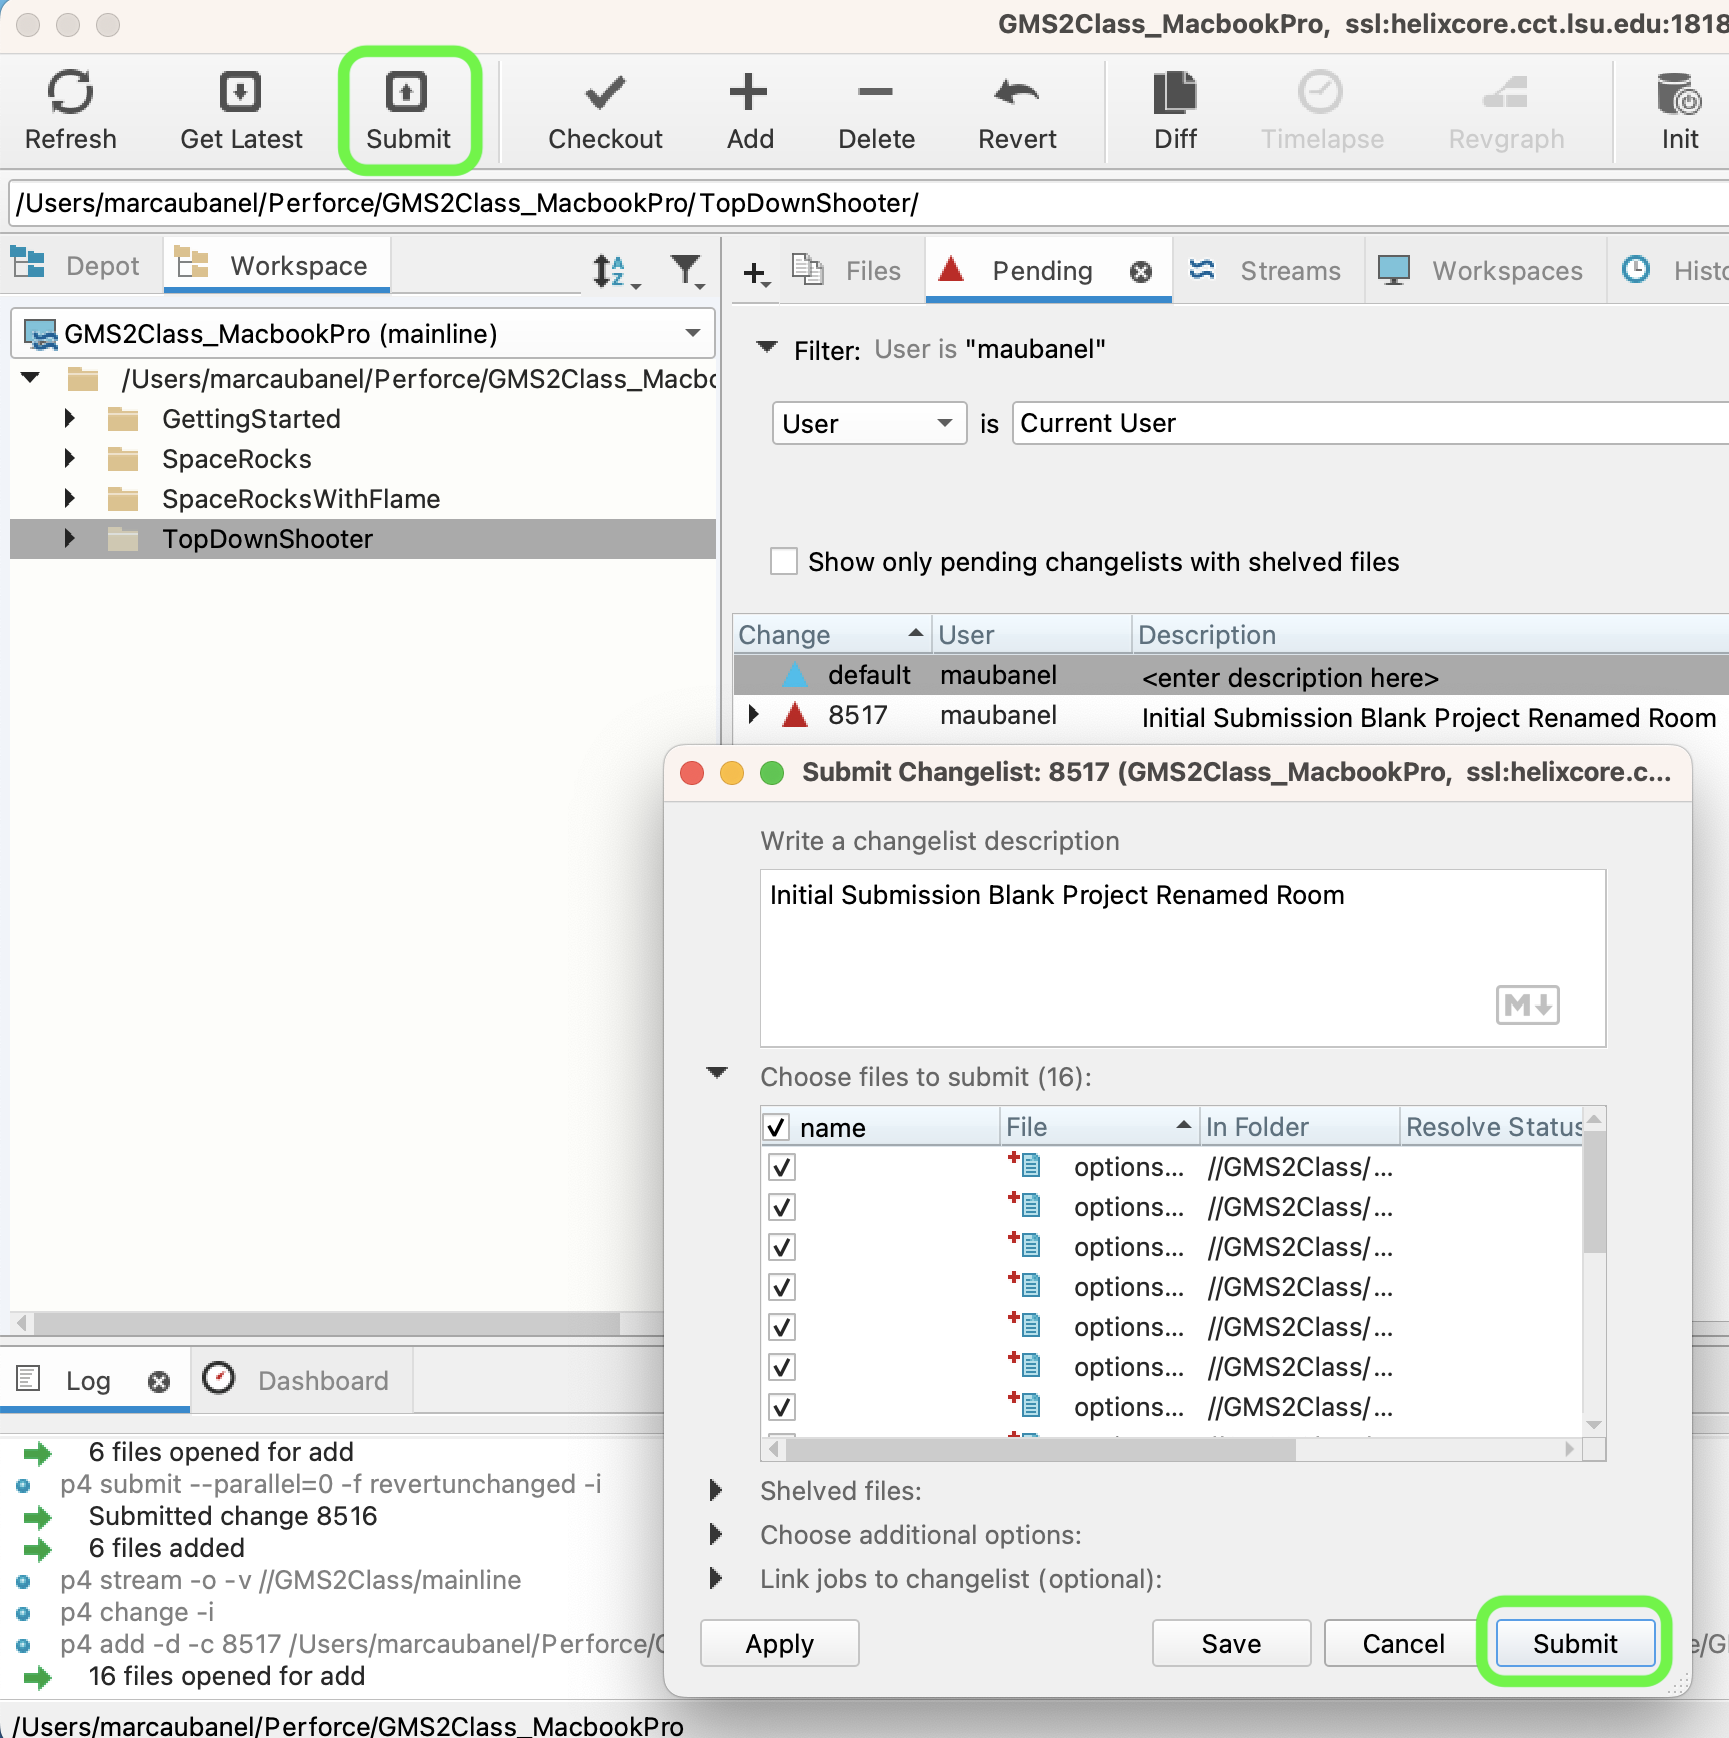 GMS2Class_MacbookPro, ssl:helixcore.cct.lsu.edu:1818
Refresh Get Latest Submit Checkout Add Delete Revert Diff Timelapse Revgraph Init
/Users/marcaubanel/Perforce/GMS2Class_MacbookPro/TopDownShooter/
Depot Workspace Files Pending Streams Workspaces Histo
GMS2Class_MacbookPro (mainline)
/Users/marcaubanel/Perforce/GMS2Class_Macbo
GettingStarted
SpaceRocks
SpaceRocksWithFlame
TopDownShooter
Filter: User is "maubanel"
User is Current User
Show only pending changelists with shelved files
Change User Description
default maubanel <enter description here>
8517 maubanel Initial Submission Blank Project Renamed Room
Submit Changelist: 8517 (GMS2Class_MacbookPro, ssl:helixcore.c...
Write a changelist description
Initial Submission Blank Project Renamed Room
M
Choose files to submit (16):
name File In Folder Resolve Status
options... //GMS2Class/...
options... //GMS2Class/...
options... //GMS2Class/...
options... //GMS2Class/...
options... //GMS2Class/...
options... //GMS2Class/...
options... //GMS2Class/...
Shelved files:
Choose additional options:
Link jobs to changelist (optional):
Apply Save Cancel Submit
Log Dashboard
6 files opened for add
p4 submit --parallel=0 -f revertunchanged -i
Submitted change 8516
6 files added
p4 stream -o -v //GMS2Class/mainline
p4 change -i
p4 add -d -c 8517 /Users/marcaubanel/Perforce/
16 files opened for add
/Users/marcaubanel/Perforce/GMS2Class_MacbookPro